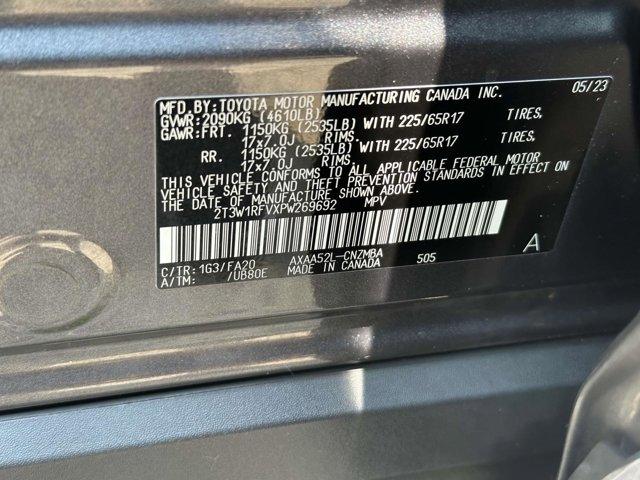 MFD. BY: TOYOTA MOTOR MANUFACTURING CANADA INC. 05/23
GVWR: 2090KG (4610LB)
GAWR: FRT. 1150KG (2535LB) WITH 225/65R17 TIRES,
17x7.0J RIMS.
RR. 1150KG (2535LB) WITH 225/65R17 TIRES,
17x7.0J RIMS.
THIS VEHICLE CONFORMS TO ALL APPLICABLE FEDERAL MOTOR
VEHICLE SAFETY AND THEFT PREVENTION STANDARDS IN EFFECT ON
THE DATE OF MANUFACTURE SHOWN ABOVE.
2T3W1RFVXPW269692 MPV
C/TR: 1G3/FA20 AXAA52L-CNZMBA 505 A
A/TM: /UB80E MADE IN CANADA